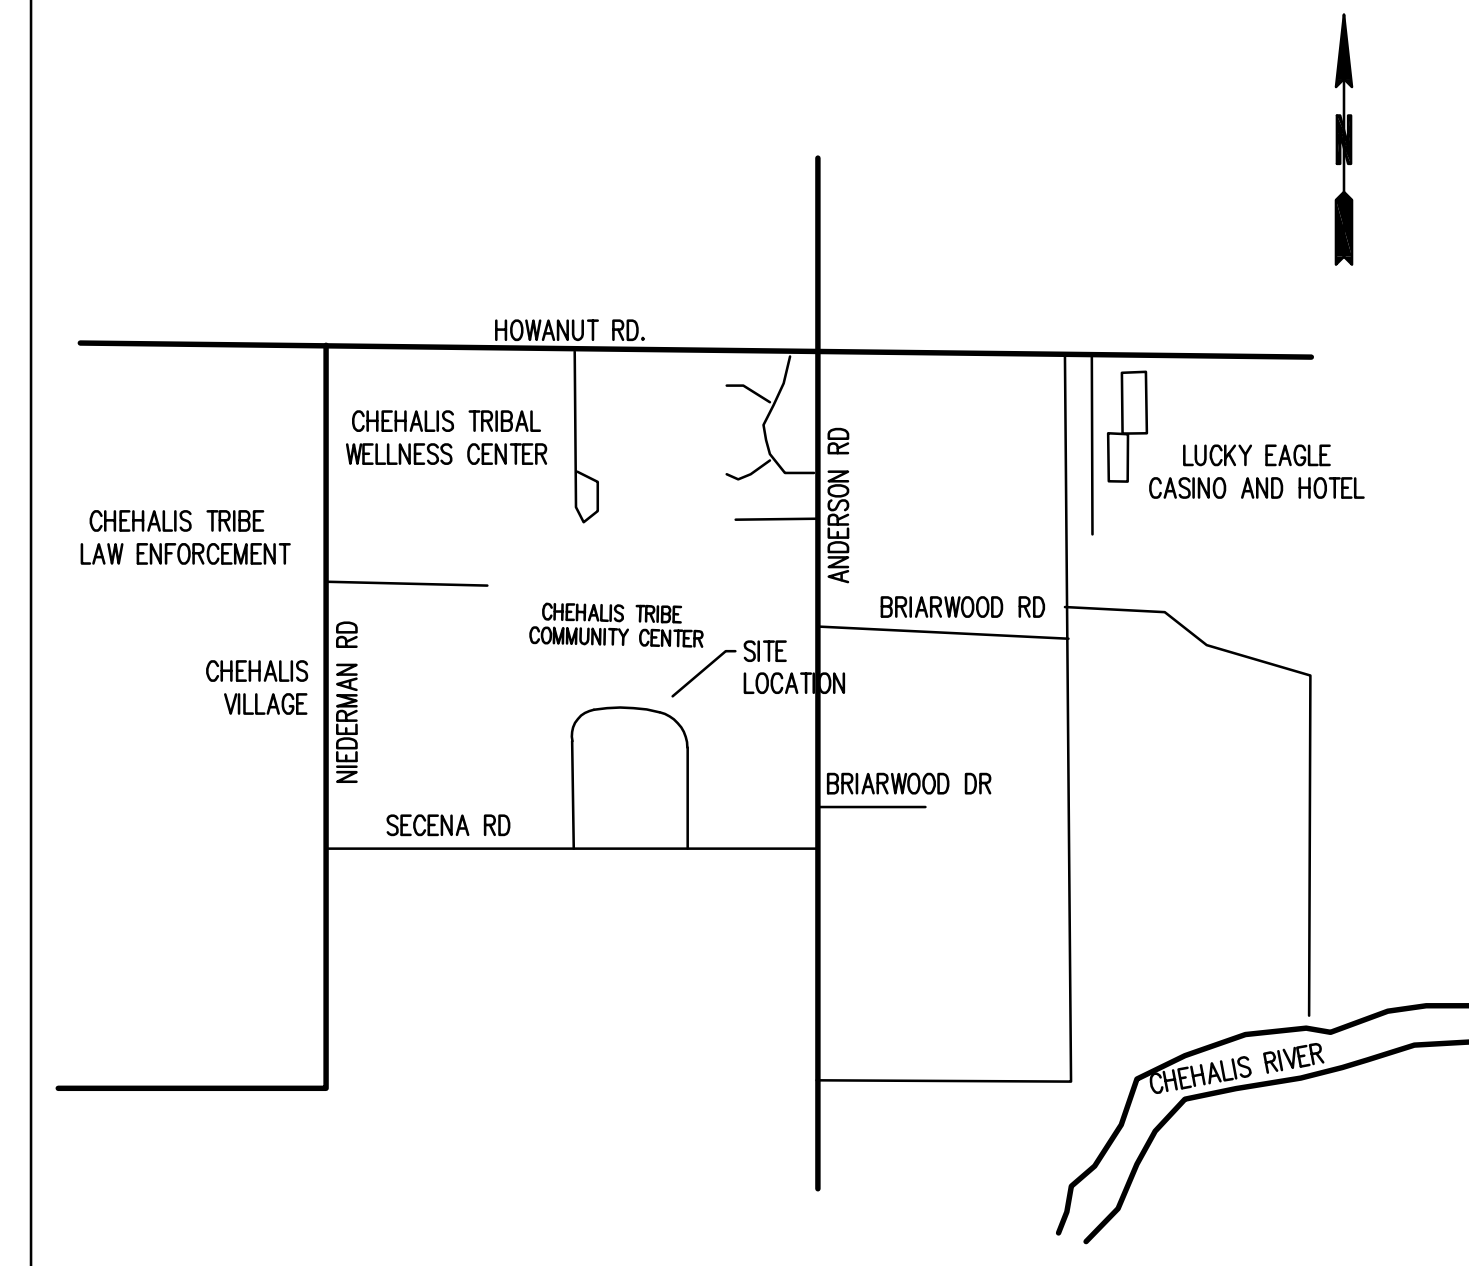 N
HOWANUT RD.
CHEHALIS TRIBAL
WELLNESS CENTER
ANDERSON RD
LUCKY EAGLE
CASINO AND HOTEL
CHEHALIS TRIBE
LAW ENFORCEMENT
BRIARWOOD RD
CHEHALIS TRIBE
COMMUNITY CENTER
SITE
LOCATION
CHEHALIS
VILLAGE
NIEDERMAN RD
BRIARWOOD DR
SECENA RD
CHEHALIS RIVER